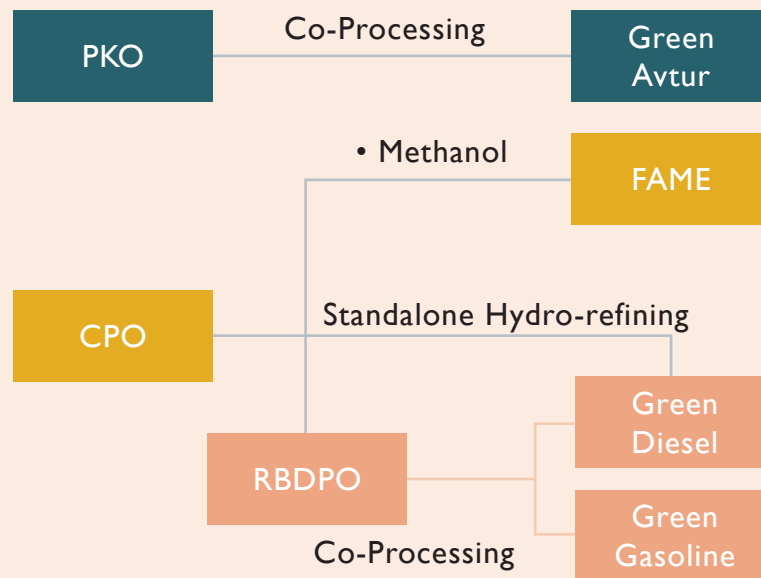 Co-Processing
PKO
Green
Avtur
• Methanol
FAME
CPO
Standalone Hydro-refining
Green
Diesel
RBDPO
Green
Gasoline
Co-Processing